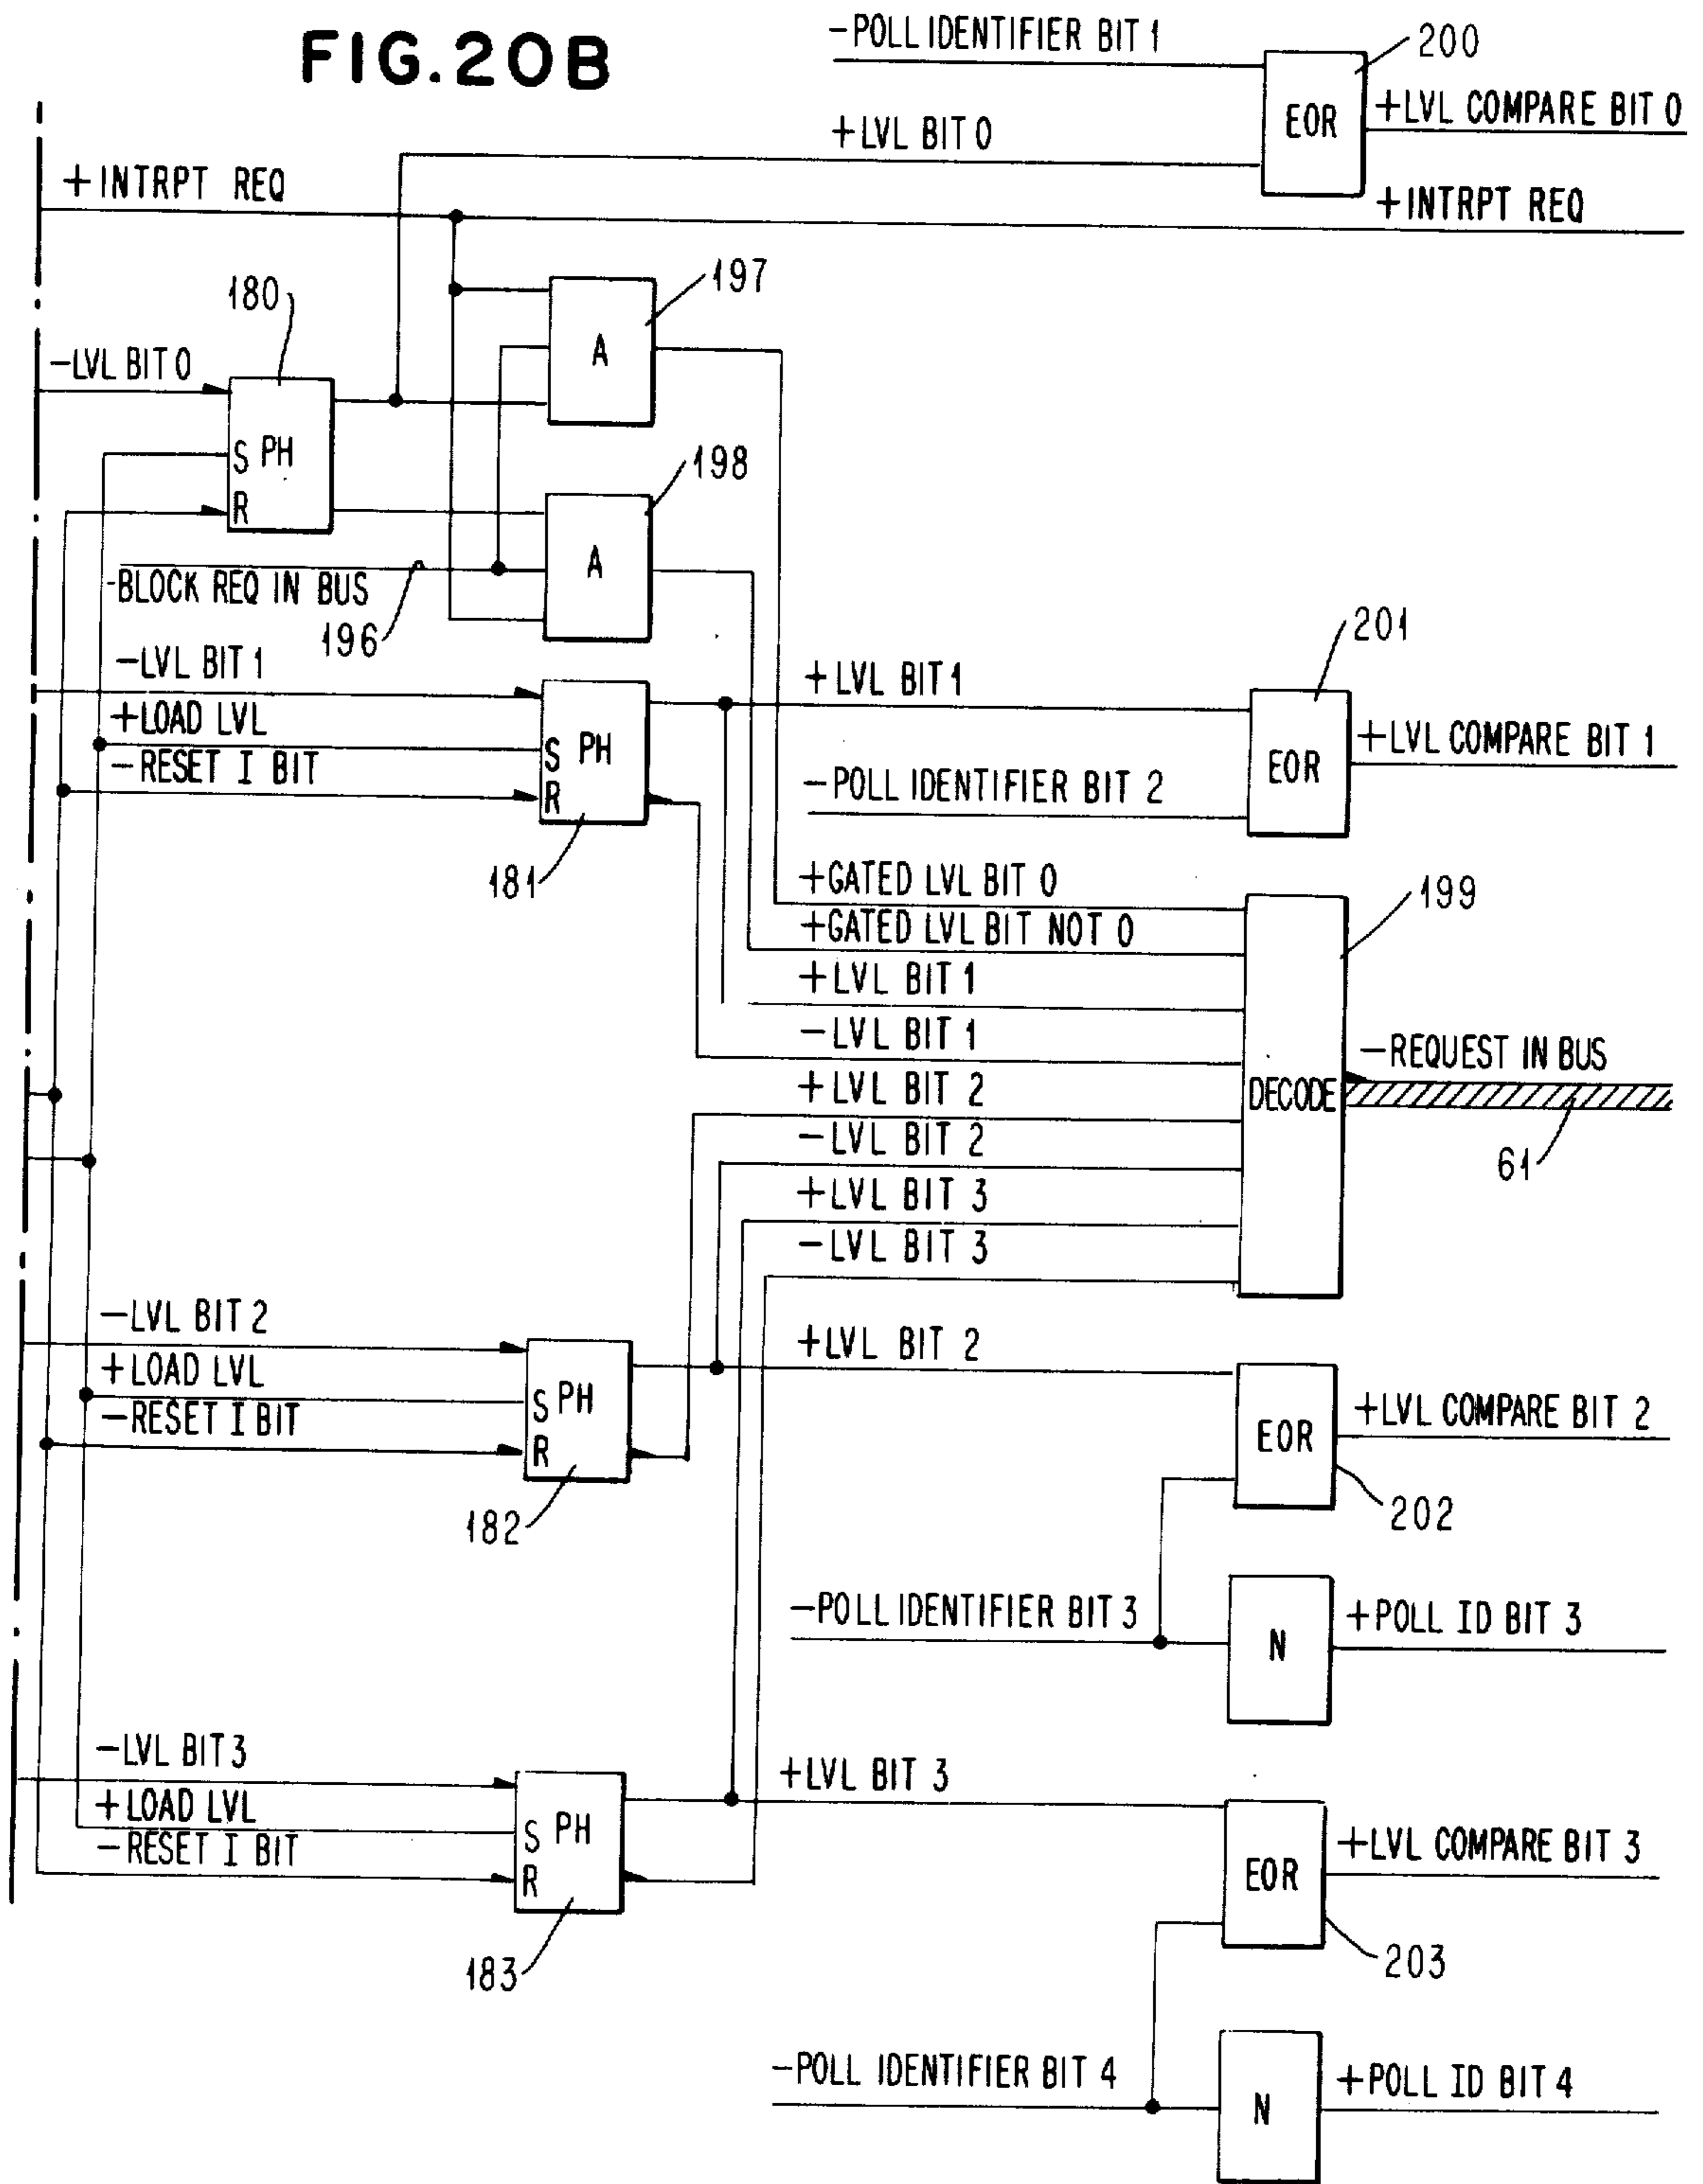 FIG.20B
-POLL IDENTIFIER BIT 1
200
EOR
+LVL COMPARE BIT 0
+LVL BIT 0
+INTRPT REQ
+INTRPT REQ
197
180
A
-LVL BIT 0
S PH
R
198
A
-BLOCK REQ IN BUS
196
201
-LVL BIT 1
+LVL BIT 1
+LOAD LVL
S PH
-RESET I BIT
R
EOR
+LVL COMPARE BIT 1
-POLL IDENTIFIER BIT 2
181
+GATED LVL BIT 0
199
+GATED LVL BIT NOT 0
+LVL BIT 1
-LVL BIT 1
-REQUEST IN BUS
+LVL BIT 2
DECODE
-LVL BIT 2
61
+LVL BIT 3
-LVL BIT 3
-LVL BIT 2
+LVL BIT 2
+LOAD LVL
S PH
-RESET I BIT
R
EOR
+LVL COMPARE BIT 2
182
202
-POLL IDENTIFIER BIT 3
N
+POLL ID BIT 3
-LVL BIT 3
+LVL BIT 3
+LOAD LVL
S PH
-RESET I BIT
R
EOR
+LVL COMPARE BIT 3
183
203
-POLL IDENTIFIER BIT 4
N
+POLL ID BIT 4